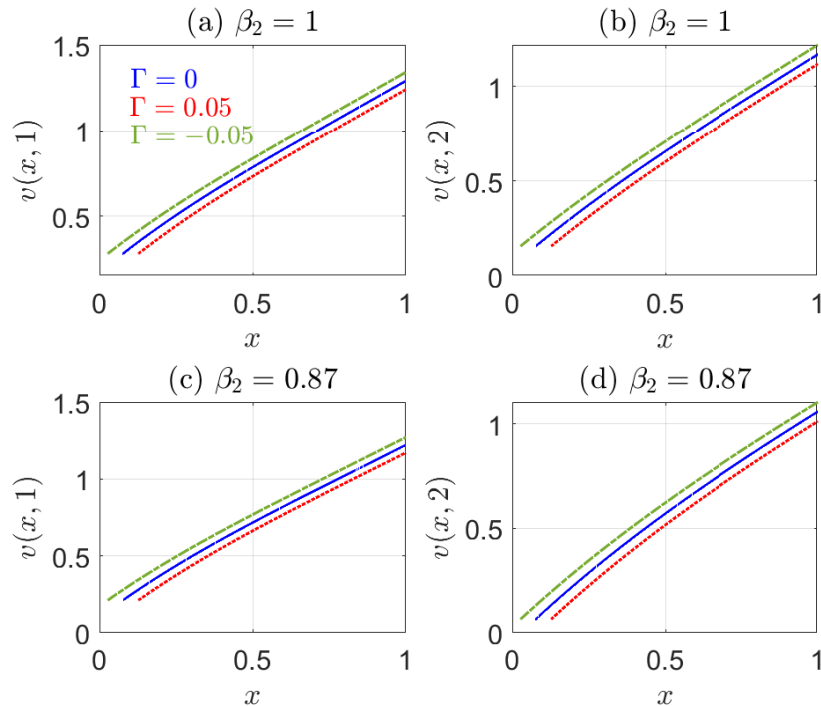 (a) β₂ = 1
1.5
1
0.5
v(x, 1)
Γ = 0
Γ = 0.05
Γ = −0.05
0
0.5
1
x
(b) β₂ = 1
1
0.5
0
v(x, 2)
0
0.5
1
x
(c) β₂ = 0.87
1.5
1
0.5
0
v(x, 1)
0
0.5
1
x
(d) β₂ = 0.87
1
0.5
0
v(x, 2)
0
0.5
1
x